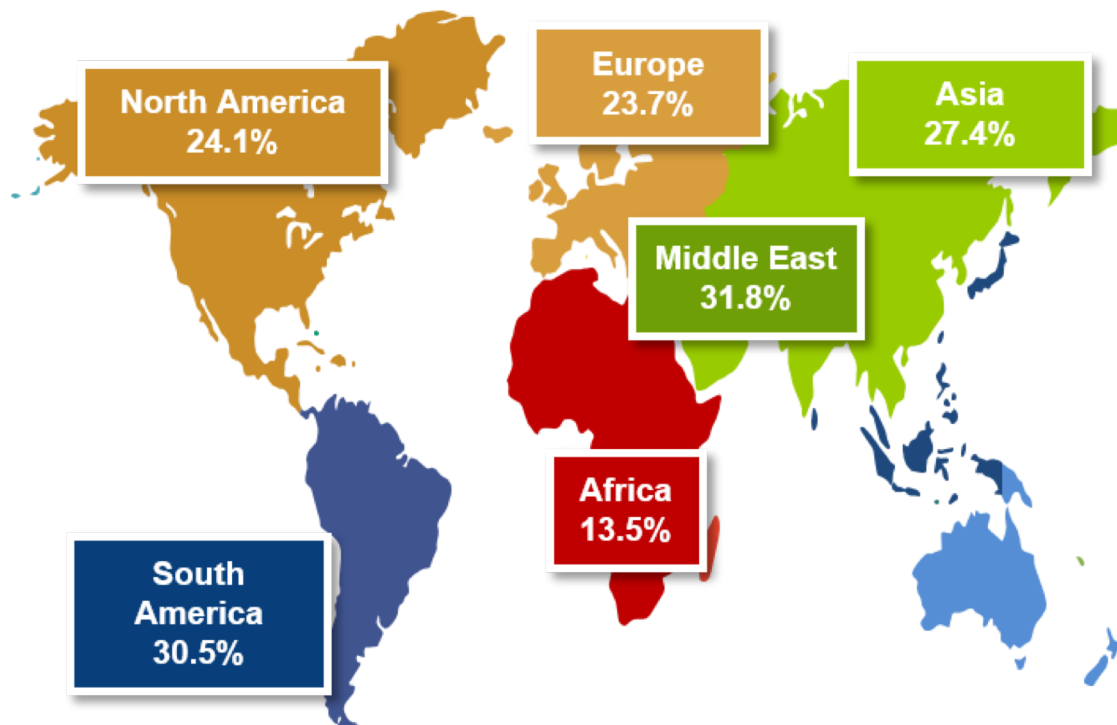 North America
24.1%
Europe
23.7%
Asia
27.4%
Middle East
31.8%
Africa
13.5%
South
America
30.5%